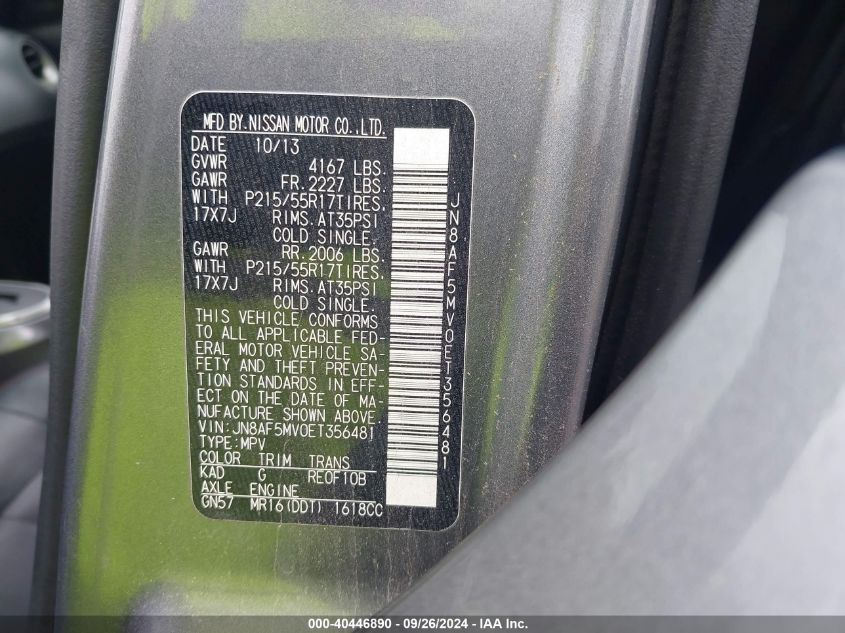 MFD BY.NISSAN MOTOR CO.,LTD.
DATE 10/13
GVWR 4167 LBS.
GAWR FR.2227 LBS.
WITH P215/55R17TIRES.
17X7J RIMS.AT35PSI
COLD SINGLE.
GAWR RR.2006 LBS.
WITH P215/55R17TIRES.
17X7J RIMS.AT35PSI
COLD SINGLE.
THIS VEHICLE CONFORMS
TO ALL APPLICABLE FED-
ERAL MOTOR VEHICLE SA-
FETY AND THEFT PREVEN-
TION STANDARDS IN EFF-
ECT ON THE DATE OF MA-
NUFACTURE SHOWN ABOVE.
VIN:JN8AF5MV0ET356481
TYPE:MPV
COLOR TRIM TRANS
KAD G RE0F10B
AXLE ENGINE
GN57 MR16(DDT) 1618CC
JN8AF5MV0ET356481
000-40446890 - 09/26/2024 - IAA Inc.